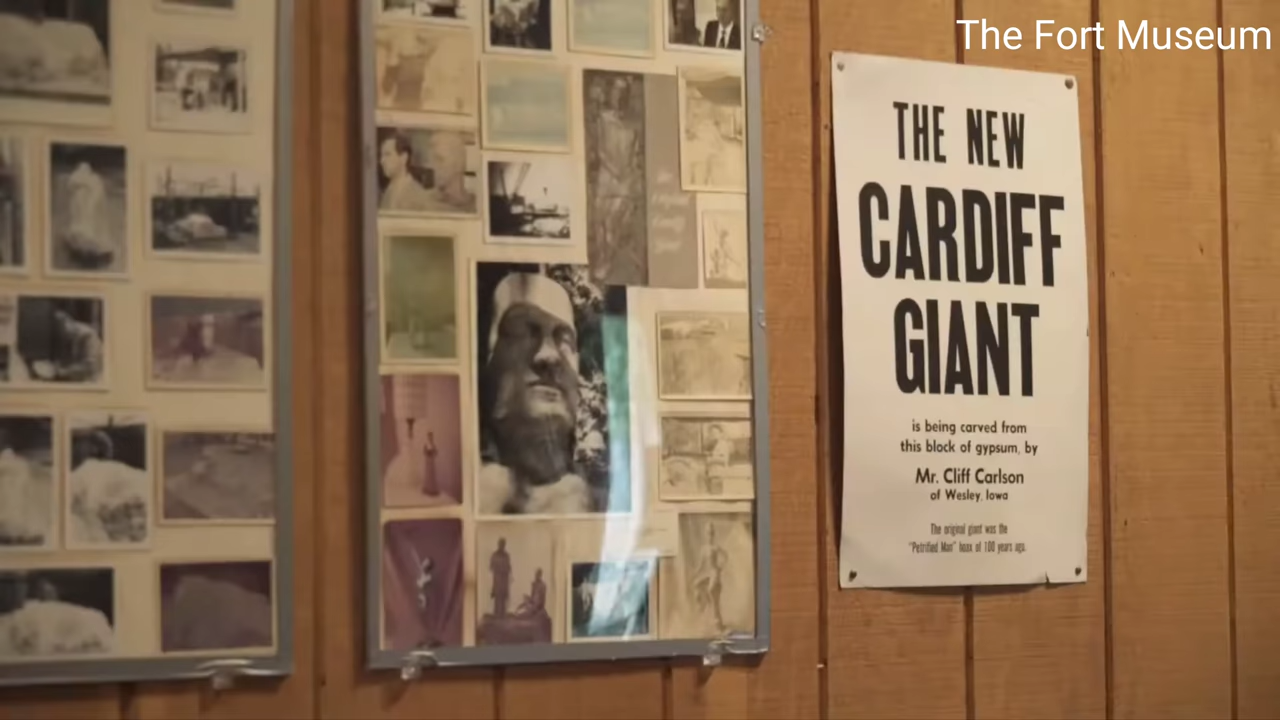 The Fort Museum
THE NEW
CARDIFF
GIANT
is being carved from
this block of gypsum, by
Mr. Cliff Carlson
of Wesley, Iowa
The original giant was the
"Petrified Man" hoax of 100 years ago.